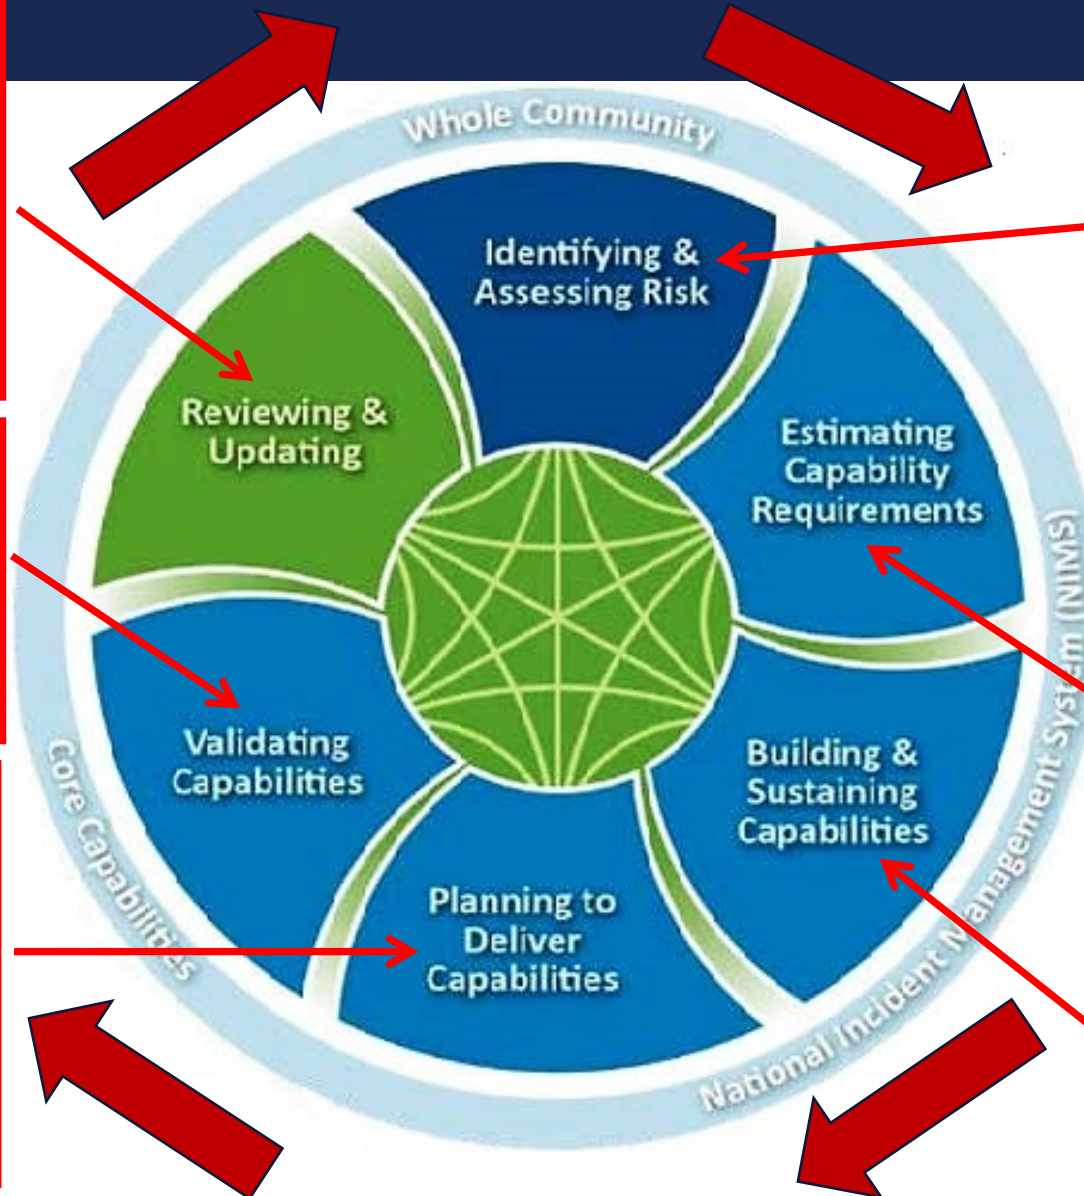 Whole Community
Identifying &
Assessing Risk
Estimating
Capability
Requirements
Building &
Sustaining
Capabilities
Planning to
Deliver
Capabilities
Validating
Capabilities
Reviewing &
Updating
National Incident Management System (NIMS)
Core Capabilities